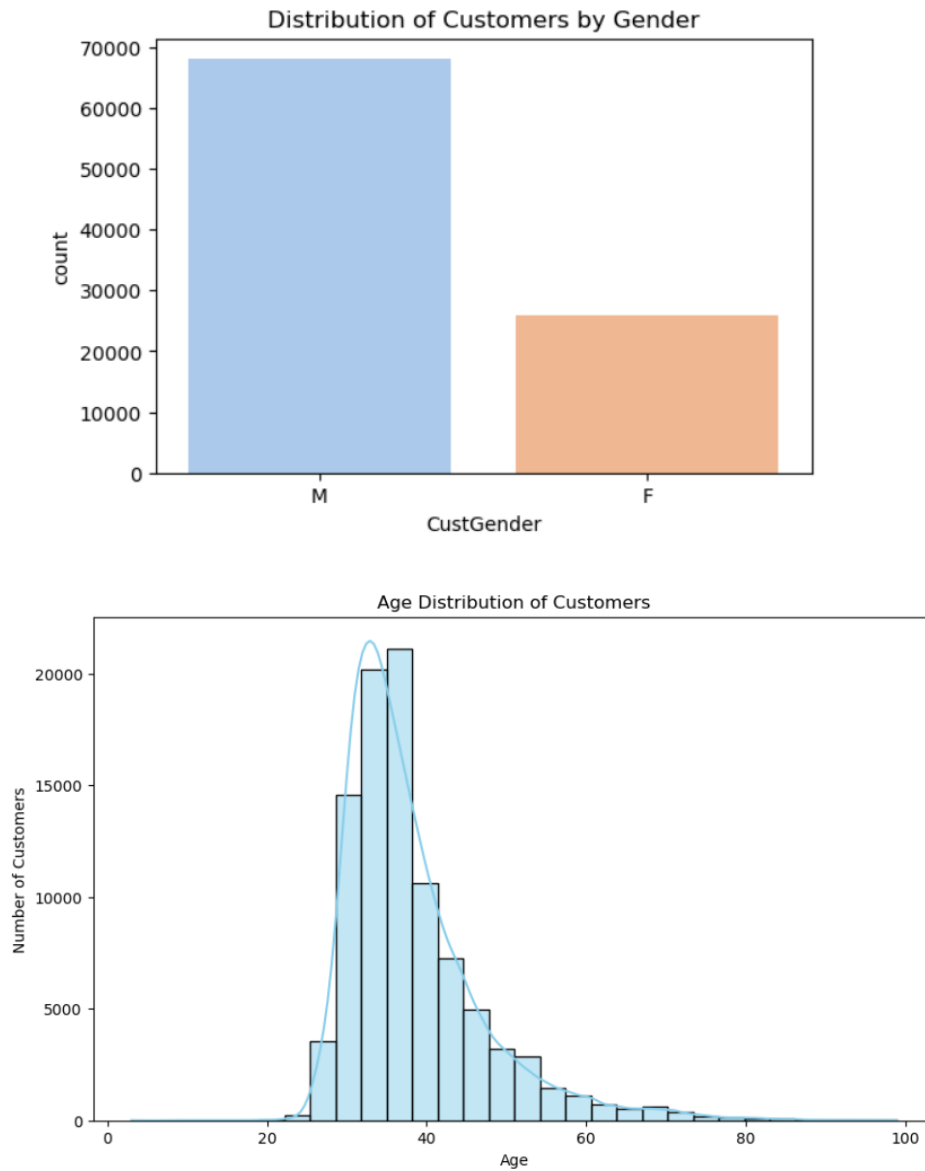 Distribution of Customers by Gender
70000
60000
50000
40000
30000
20000
10000
0
count
M F
CustGender
Age Distribution of Customers
20000
15000
10000
5000
0
Number of Customers
0 20 40 60 80 100
Age